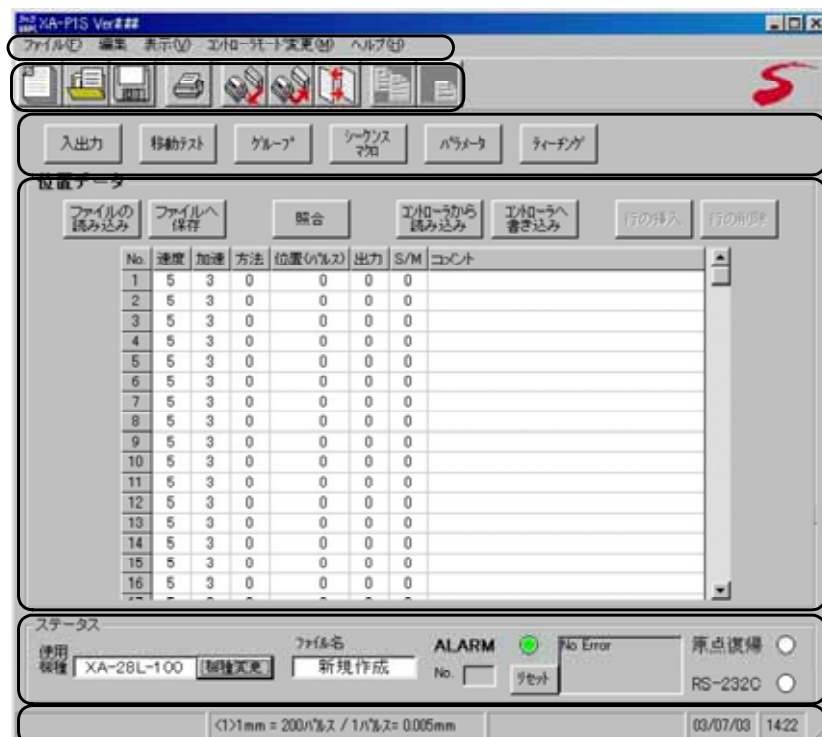 XA-P1S Ver###
ファイル(F) 編集 表示(V) コントローラモード変更(M) ヘルプ(H)
入出力 移動テスト グループ シーケンスマクロ パラメータ ティーチング
位置データ
ファイルの読み込み ファイルへ保存 照合 コントローラから読み込み コントローラへ書き込み 行の挿入 行の削除
No. 速度 加速 方法 位置(パルス) 出力 S/M コメント
1 5 3 0 0 0 0
2 5 3 0 0 0 0
3 5 3 0 0 0 0
4 5 3 0 0 0 0
5 5 3 0 0 0 0
6 5 3 0 0 0 0
7 5 3 0 0 0 0
8 5 3 0 0 0 0
9 5 3 0 0 0 0
10 5 3 0 0 0 0
11 5 3 0 0 0 0
12 5 3 0 0 0 0
13 5 3 0 0 0 0
14 5 3 0 0 0 0
15 5 3 0 0 0 0
16 5 3 0 0 0 0
ステータス
使用機種 XA-28L-100 機種変更 ファイル名 新規作成 ALARM No. リセット No Error 原点復帰
RS-232C
<1>1mm = 200パルス / 1パルス= 0.005mm 03/07/03 14:22